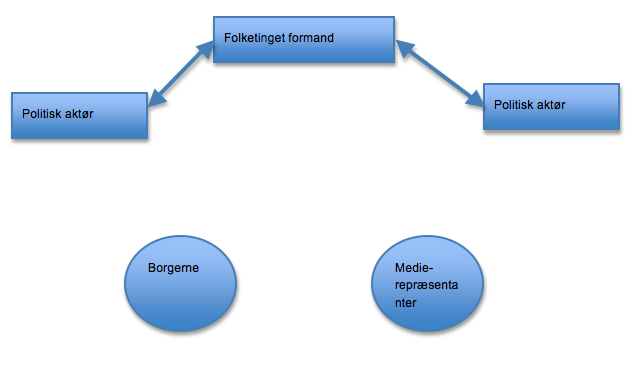 Folketinget formand
Politisk aktør
Politisk aktør
Borgerne
Medie-
repræsenta
nter